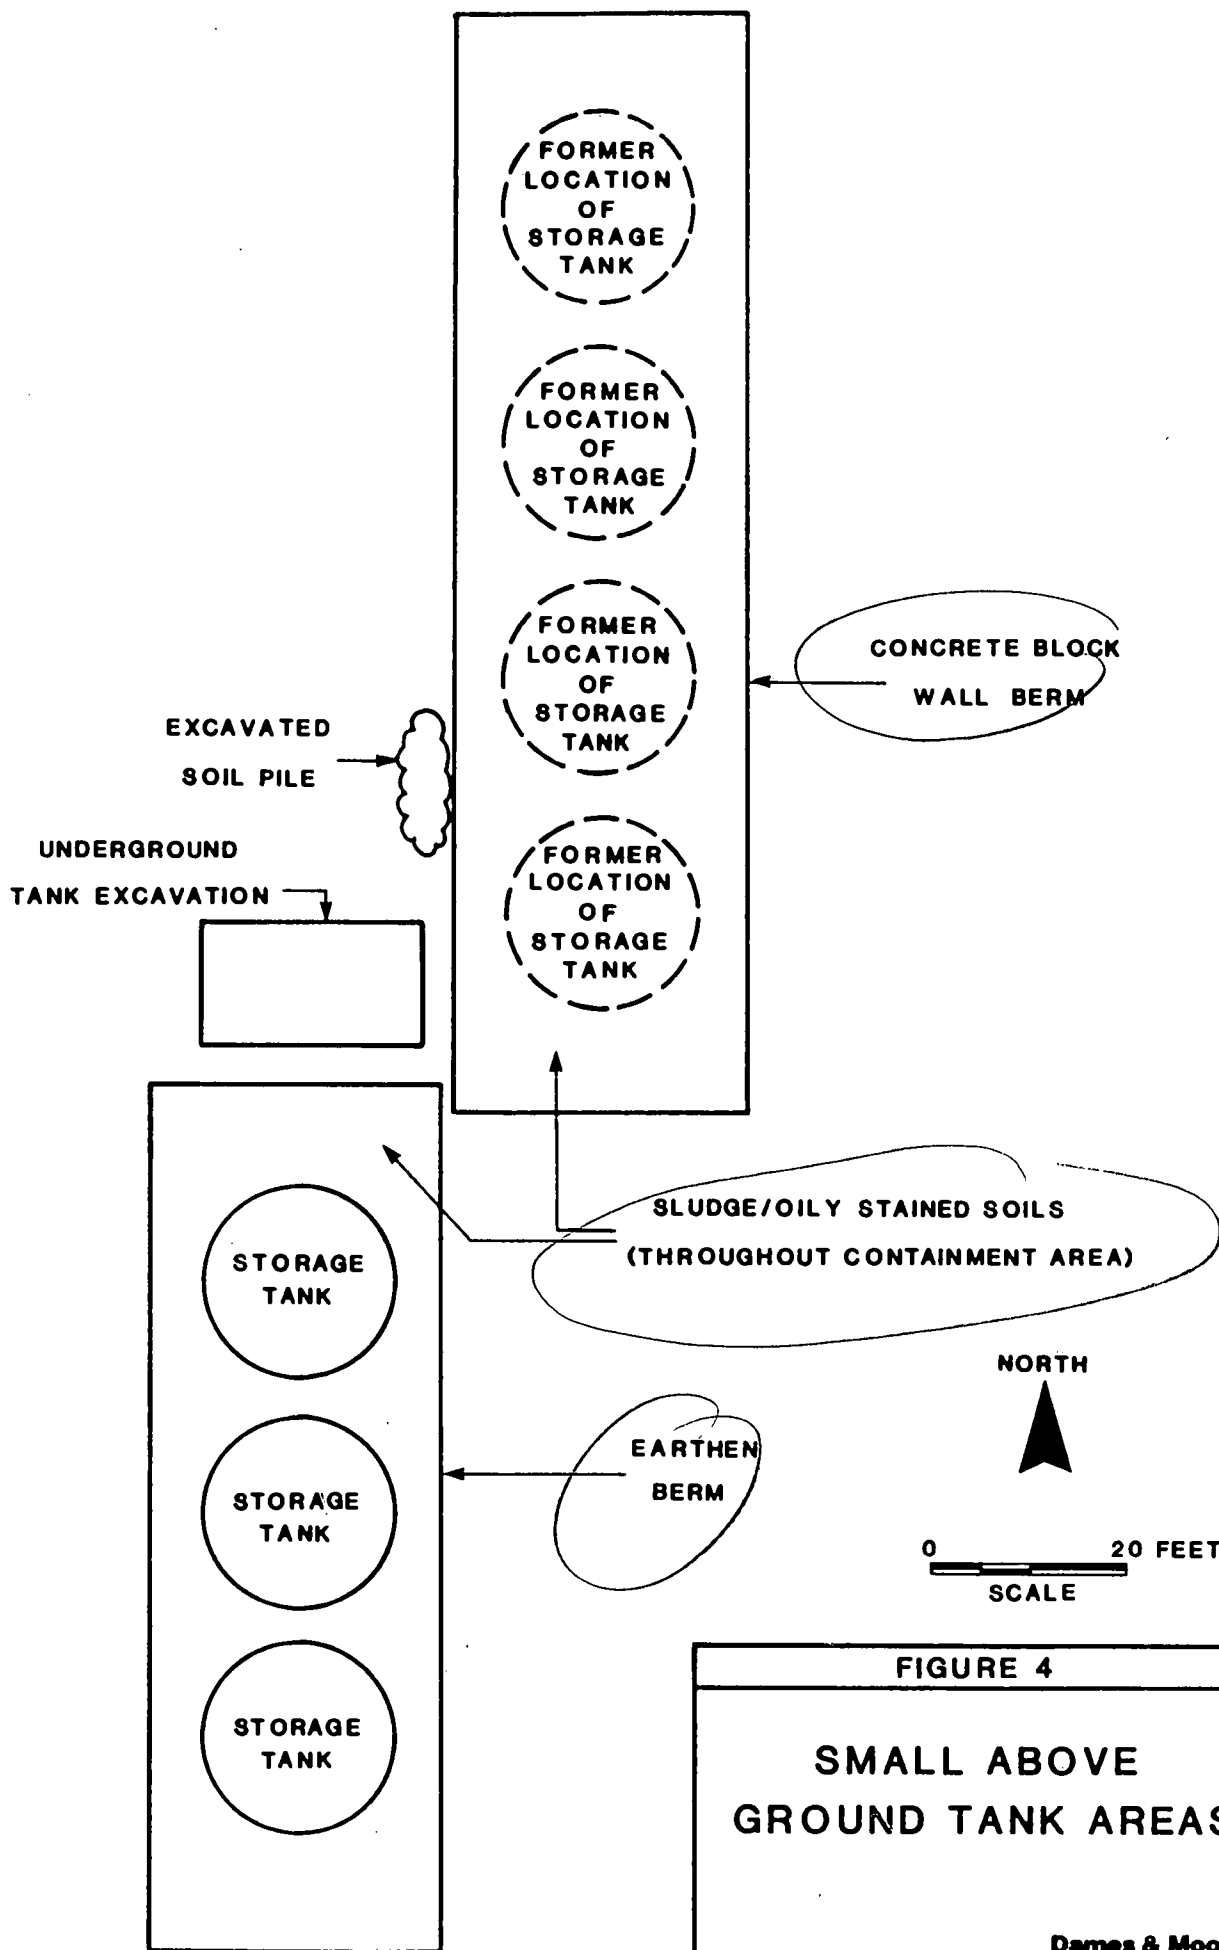 FORMER
LOCATION
OF
STORAGE
TANK
FORMER
LOCATION
OF
STORAGE
TANK
FORMER
LOCATION
OF
STORAGE
TANK
CONCRETE BLOCK
WALL BERM
EXCAVATED
SOIL PILE
UNDERGROUND
TANK EXCAVATION
FORMER
LOCATION
OF
STORAGE
TANK
SLUDGE/OILY STAINED SOILS
(THROUGHOUT CONTAINMENT AREA)
STORAGE
TANK
NORTH
EARTHEN
BERM
STORAGE
TANK
0 20 FEET
SCALE
STORAGE
TANK
FIGURE 4
SMALL ABOVE
GROUND TANK AREAS
Dames & Moo